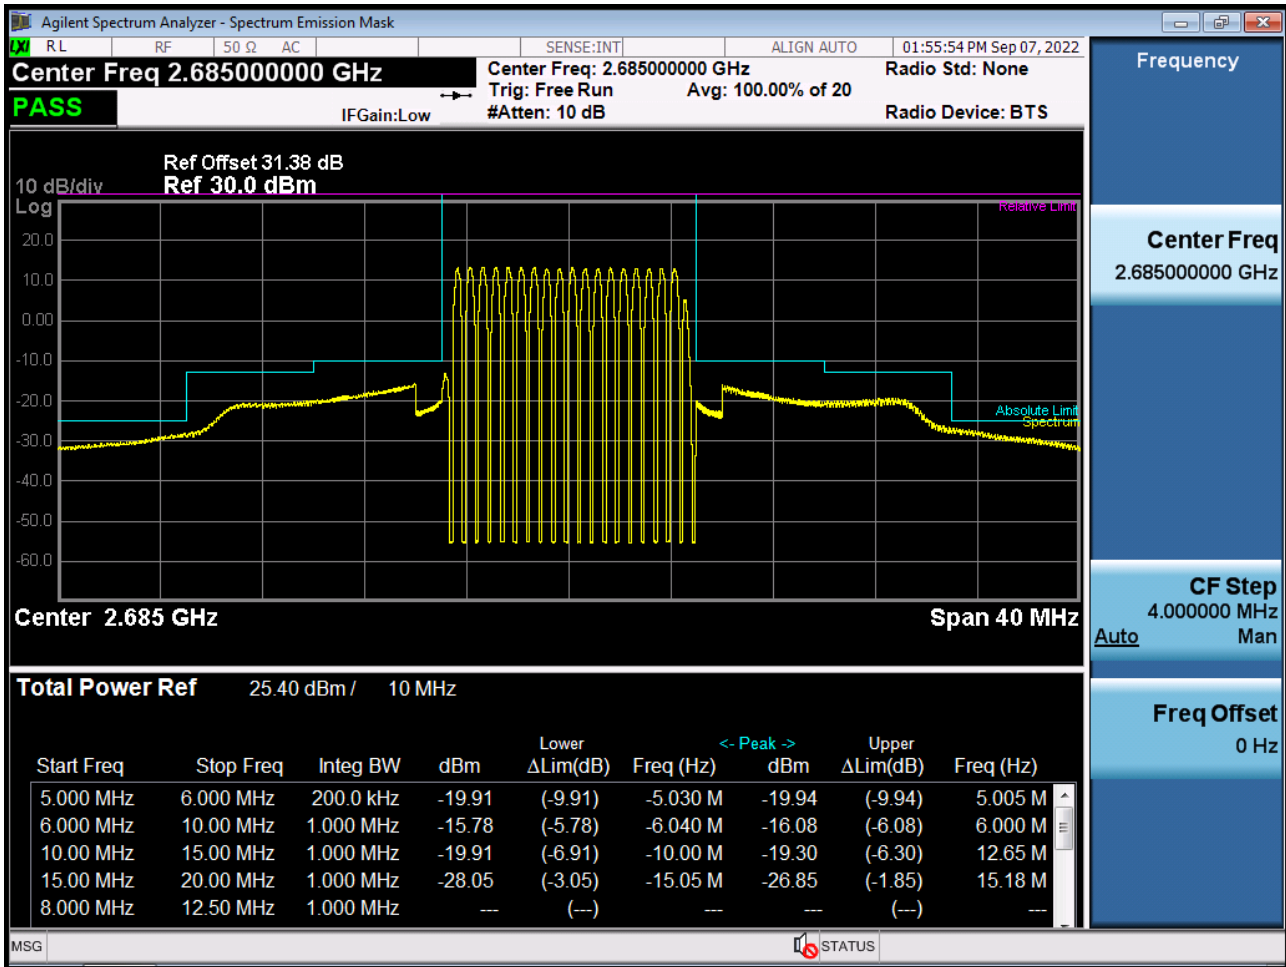 Agilent Spectrum Analyzer - Spectrum Emission Mask
LXI RL RF 50 Ω AC SENSE:INT ALIGN AUTO 01:55:54 PM Sep 07, 2022
Center Freq 2.685000000 GHz
Center Freq: 2.685000000 GHz
Radio Std: None
Trig: Free Run Avg: 100.00% of 20
PASS
IFGain:Low
#Atten: 10 dB
Radio Device: BTS
Ref Offset 31.38 dB
10 dB/div Ref 30.0 dBm
Log
Relative Limit
20.0
10.0
0.00
-10.0
-20.0
Absolute Limit
Spectrum
-30.0
-40.0
-50.0
-60.0
Center 2.685 GHz Span 40 MHz
Total Power Ref 25.40 dBm / 10 MHz
Lower <- Peak -> Upper
Start Freq Stop Freq Integ BW dBm ΔLim(dB) Freq (Hz) dBm ΔLim(dB) Freq (Hz)
5.000 MHz 6.000 MHz 200.0 kHz -19.91 (-9.91) -5.030 M -19.94 (-9.94) 5.005 M
6.000 MHz 10.00 MHz 1.000 MHz -15.78 (-5.78) -6.040 M -16.08 (-6.08) 6.000 M
10.00 MHz 15.00 MHz 1.000 MHz -19.91 (-6.91) -10.00 M -19.30 (-6.30) 12.65 M
15.00 MHz 20.00 MHz 1.000 MHz -28.05 (-3.05) -15.05 M -26.85 (-1.85) 15.18 M
8.000 MHz 12.50 MHz 1.000 MHz --- (---) --- --- (---) ---
MSG STATUS
Frequency
Center Freq
2.685000000 GHz
CF Step
4.000000 MHz
Auto Man
Freq Offset
0 Hz